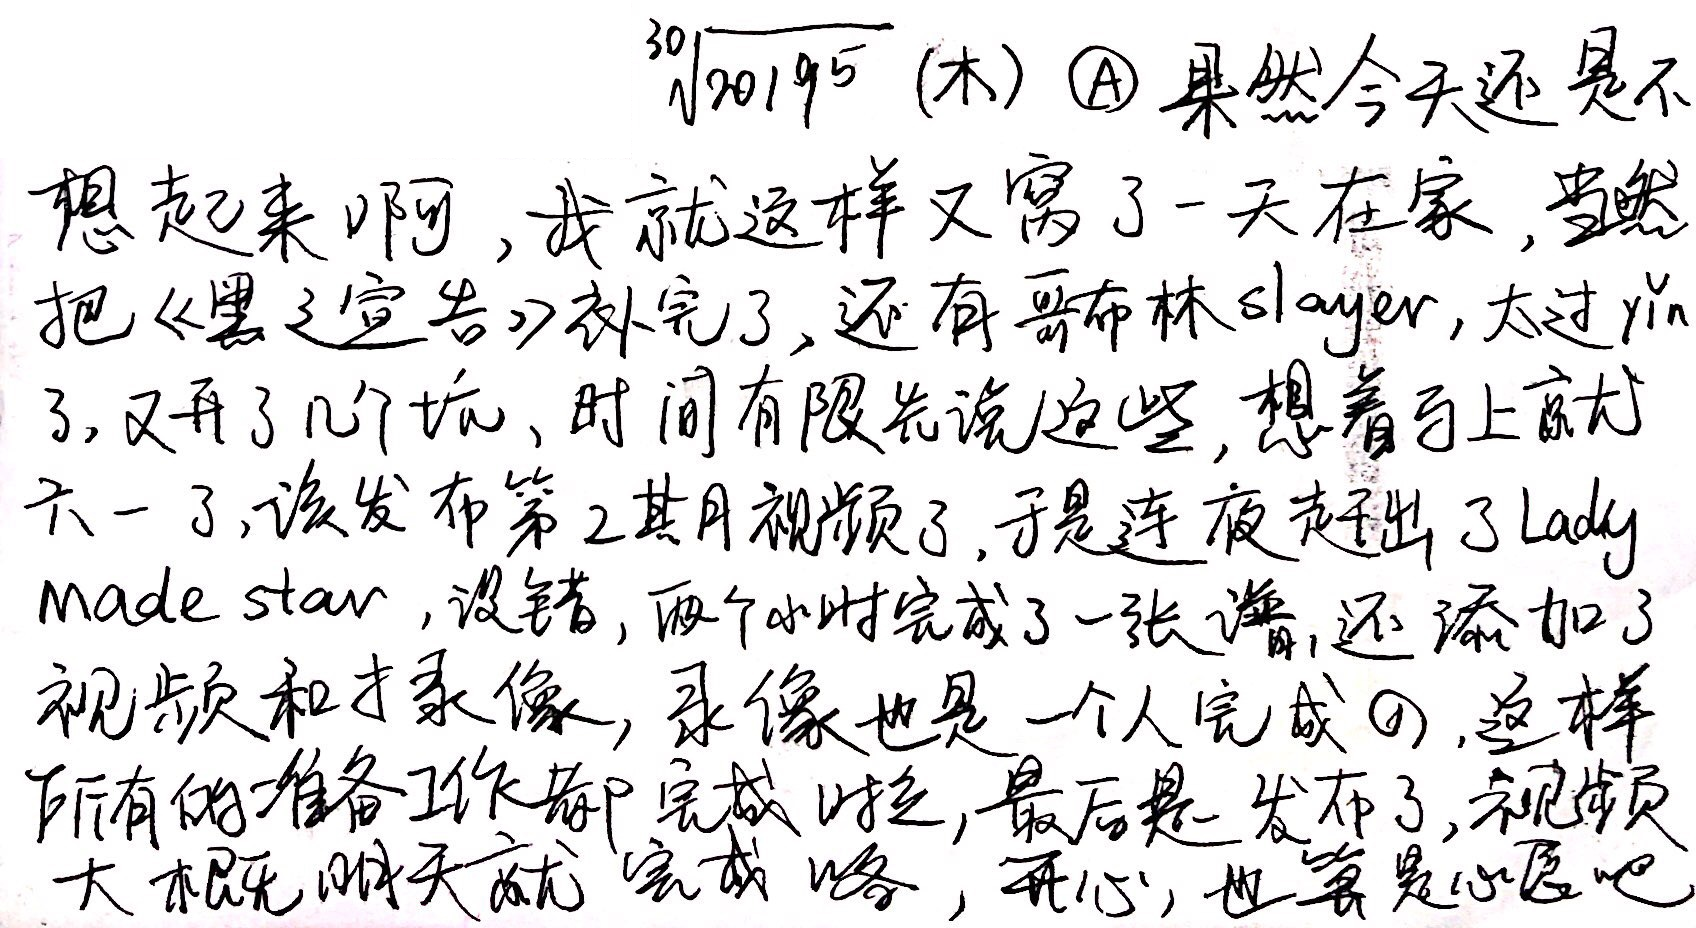 ³⁰√20195 (木) Ⓐ 果然今天还是不
想起来啊,我就这样又窝了一天在家,当然
把《黑之宣告》补完了、还有哥布林slayer,太过yǐn
了,又开了几个坑、时间有限先说这些,想着马上就
六一了,该发布第2期视频了,于是连夜赶出了Lady
made star,没错,两个小时完成了一张谱,还添加了
视频和手录像,录像也是一个人完成の,这样
所有的准备工作都完成哒,最后是发布了,视频
大概明天就完成咯,开心,也算是心愿吧